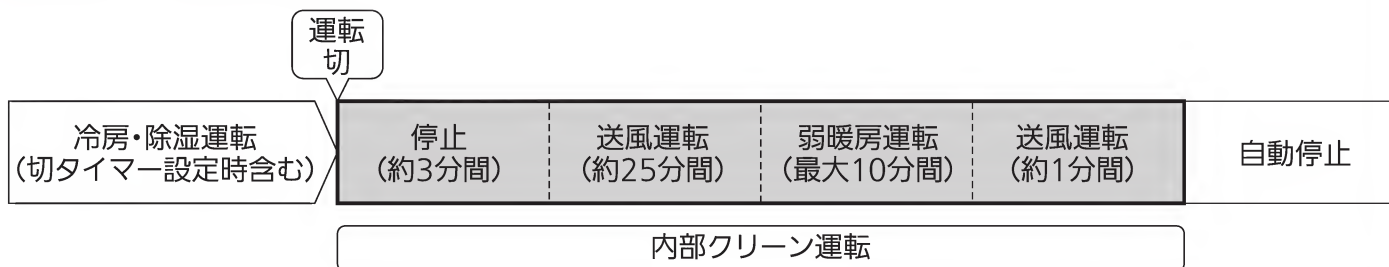 運転
切
冷房・除湿運転
(切タイマー設定時含む)
停止
(約3分間)
送風運転
(約25分間)
弱暖房運転
(最大10分間)
送風運転
(約1分間)
自動停止
内部クリーン運転